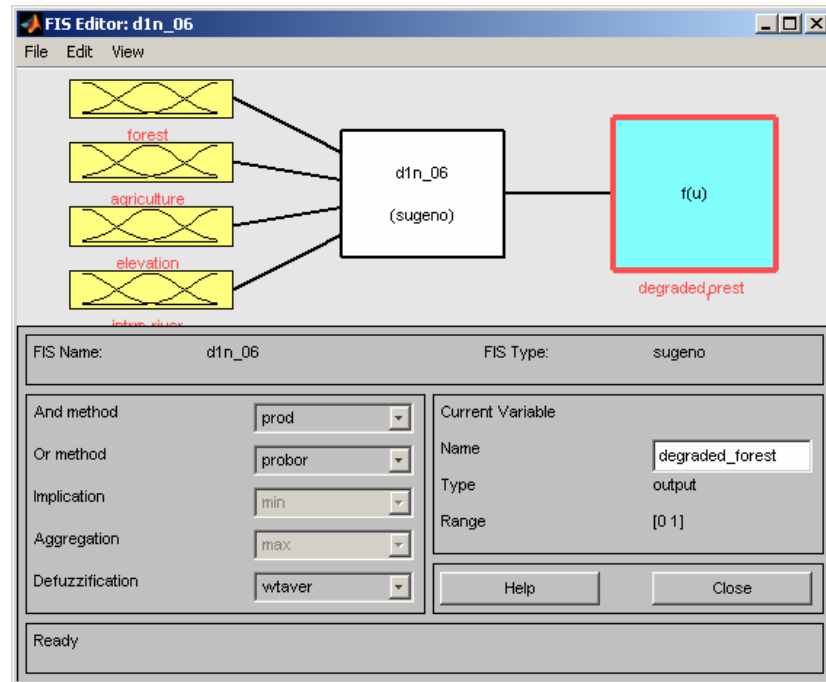 FIS Editor: d1n_06
File Edit View
forest
agriculture
elevation
d1n_06
(sugeno)
f(u)
degraded_forest
FIS Name: d1n_06 FIS Type: sugeno
And method prod
Or method probor
Implication min
Aggregation max
Defuzzification wtaver
Current Variable
Name degraded_forest
Type output
Range [0 1]
Help Close
Ready